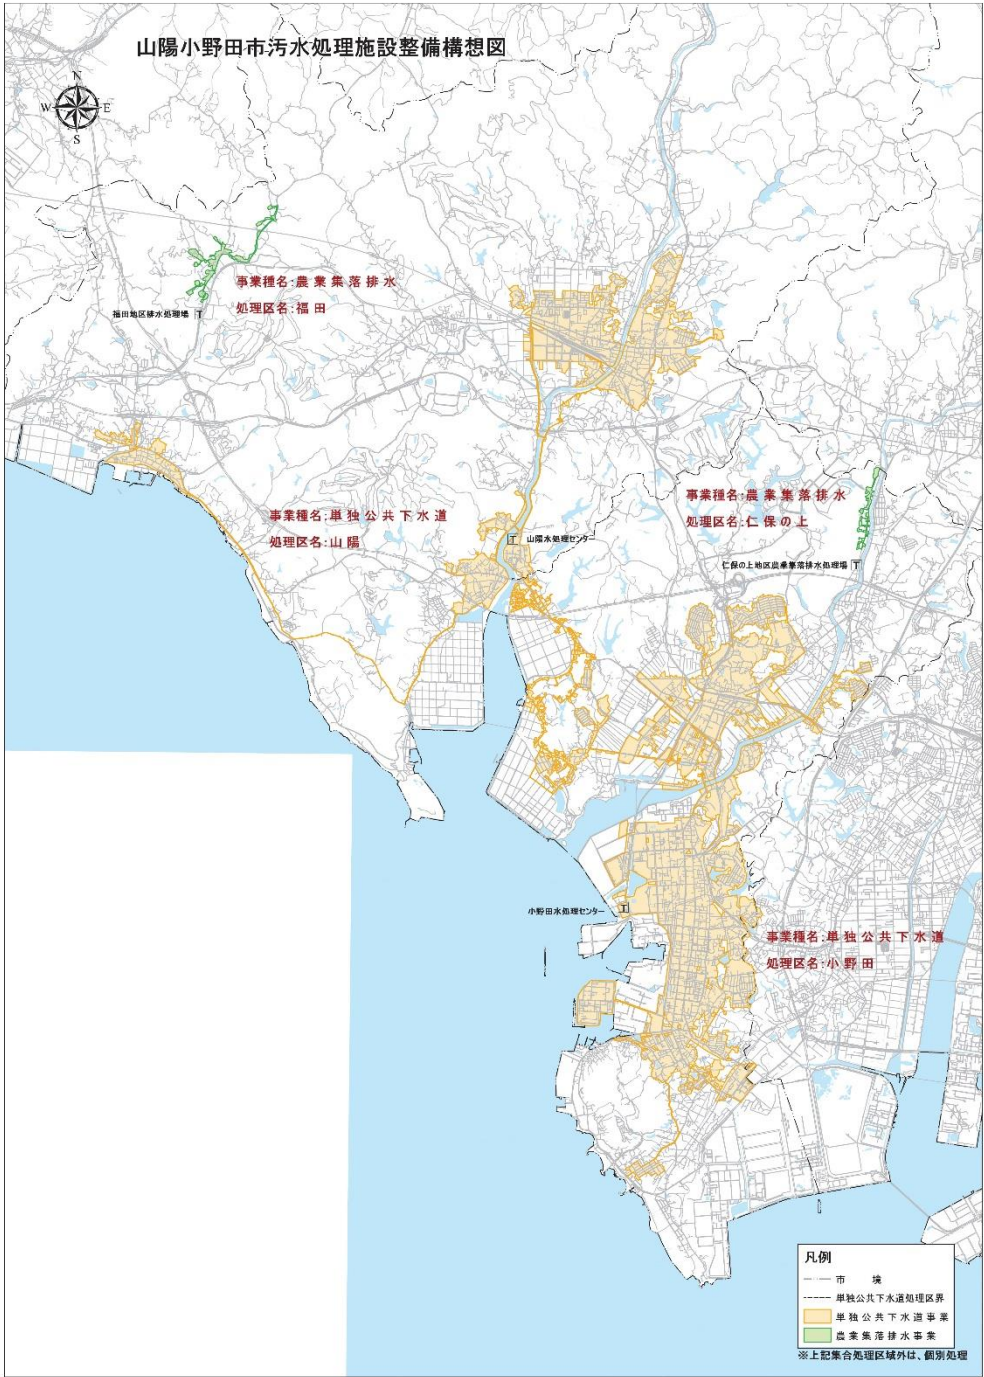 山陽小野田市汚水処理施設整備構想図
N
W
E
S
事業種名:農業集落排水
処理区名:福田
福田地区排水処理場 T
事業種名:単独公共下水道
処理区名:山陽
T 山陽水処理センター
事業種名:農業集落排水
処理区名:仁保の上
仁保の上地区農業集落排水処理場 T
小野田水処理センター T
事業種名:単独公共下水道
処理区名:小野田
凡例
市 境
単独公共下水道処理区界
単独公共下水道事業
農業集落排水事業
※上記集合処理区域外は、個別処理